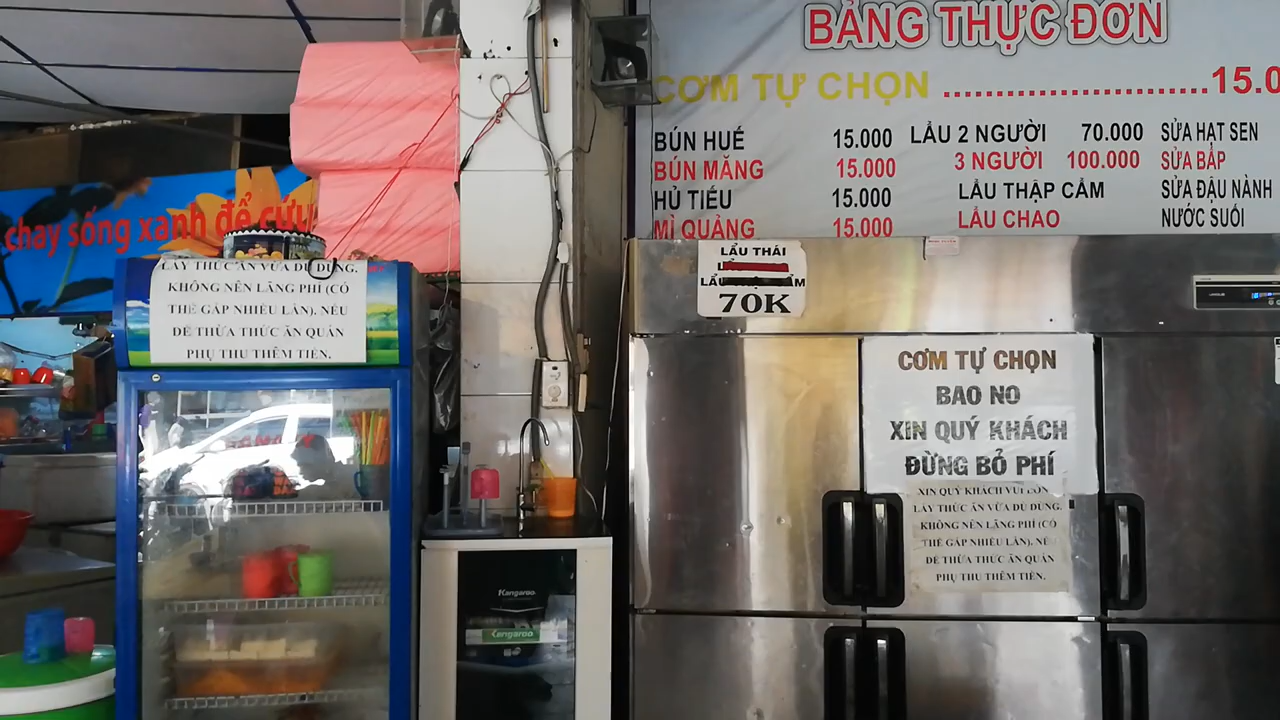 BẢNG THỰC ĐƠN
CƠM TỰ CHỌN ........................ 15.0
BÚN HUẾ 15.000
BÚN MĂNG 15.000
HỦ TIẾU 15.000
MÌ QUẢNG 15.000
LẨU 2 NGƯỜI 70.000
3 NGƯỜI 100.000
LẨU THẬP CẨM
LẨU CHAO
SỮA HẠT SEN
SỮA BẮP
SỮA ĐẬU NÀNH
NƯỚC SUỐI
chay sống xanh để cứu
LẤY THỨC ĂN VỪA ĐỦ DÙNG.
KHÔNG NÊN LÃNG PHÍ (CÓ
THỂ GẮP NHIỀU LẦN). NẾU
ĐỂ THỪA THỨC ĂN QUÁN
PHỤ THU THÊM TIỀN.
LẨU THÁI
70K
CƠM TỰ CHỌN
BAO NO
XIN QUÝ KHÁCH
ĐỪNG BỎ PHÍ
XIN QUÝ KHÁCH VUI LÒNG
LẤY THỨC ĂN VỪA ĐỦ DÙNG.
KHÔNG NÊN LÃNG PHÍ (CÓ
THỂ GẮP NHIỀU LẦN). NẾ
ĐỂ THỪA THỨC ĂN QUÁN
PHỤ THU THÊM TIỀN.
Kangaroo
Kangaroo